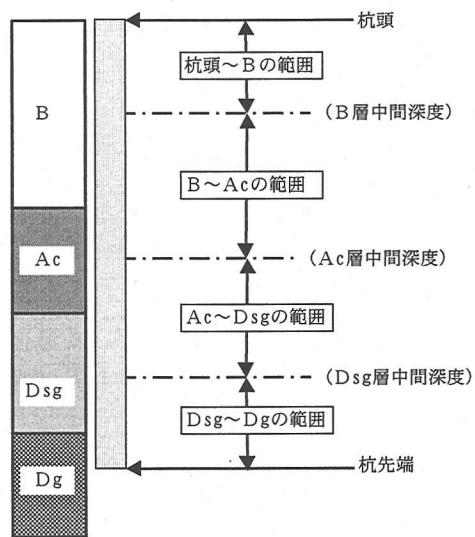 杭頭
杭頭～Ｂの範囲
Ｂ
（Ｂ層中間深度）
Ｂ～Ａｃの範囲
Ａｃ
（Ａｃ層中間深度）
Ａｃ～Ｄｓｇの範囲
Ｄｓｇ
（Ｄｓｇ層中間深度）
Ｄｓｇ～Ｄｇの範囲
Ｄｇ
杭先端